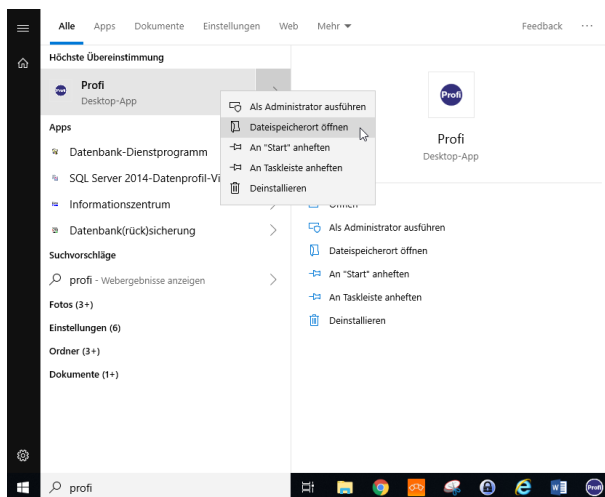 Alle Apps Dokumente Einstellungen Web Mehr Feedback ...
Höchste Übereinstimmung
Profi
Desktop-App
Apps
Datenbank-Dienstprogramm
SQL Server 2014-Datenprofil-Vi
Informationszentrum
Datenbank(rück)sicherung
Suchvorschläge
profi - Webergebnisse anzeigen
Fotos (3+)
Einstellungen (6)
Ordner (3+)
Dokumente (1+)
Als Administrator ausführen
Dateispeicherort öffnen
An "Start" anheften
An Taskleiste anheften
Deinstallieren
Profi
Profi
Desktop-App
Als Administrator ausführen
Dateispeicherort öffnen
An "Start" anheften
An Taskleiste anheften
Deinstallieren
profi
Profi